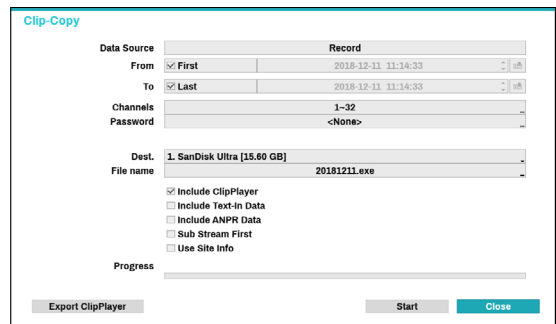 Clip-Copy
Data Source Record
From First 2018-12-11 11:14:33
To Last 2018-12-11 11:14:33
Channels 1~32
Password <None>
Dest. 1. SanDisk Ultra [15.60 GB]
File name 20181211.exe
Include ClipPlayer
Include Text-In Data
Include ANPR Data
Sub Stream First
Use Site Info
Progress
Export ClipPlayer Start Close